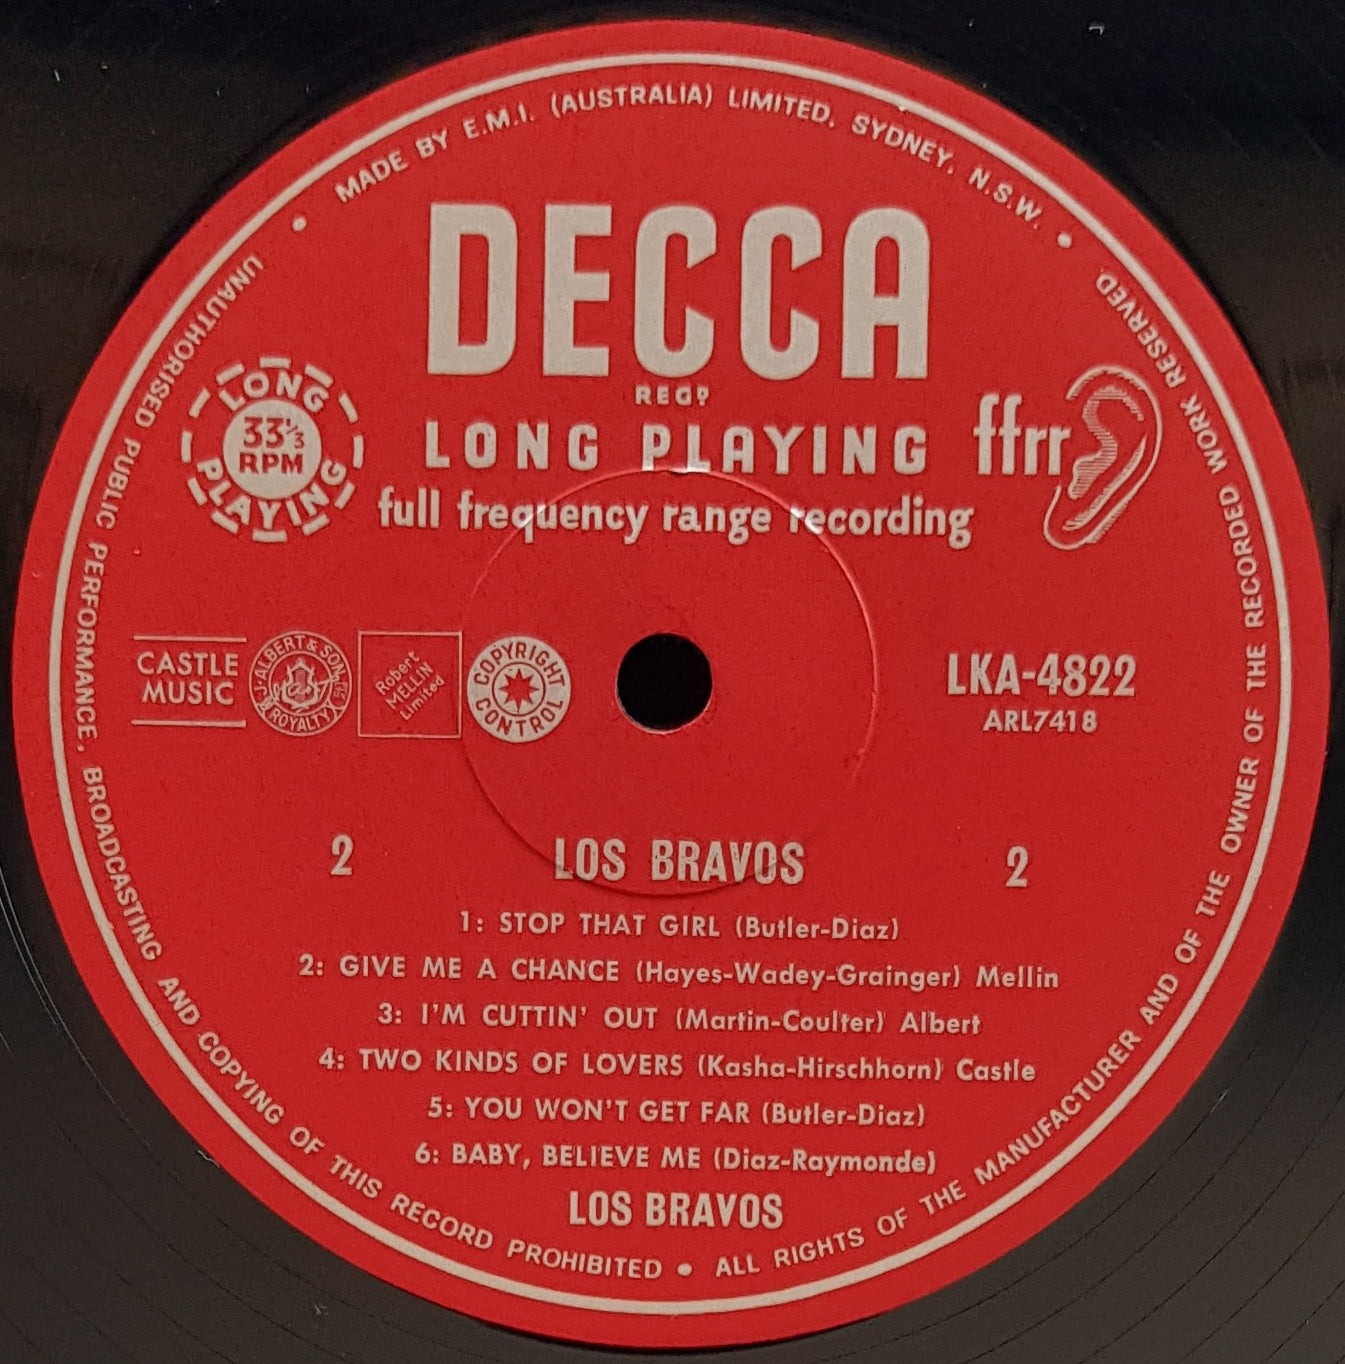 MADE BY E.M.I. (AUSTRALIA) LIMITED, SYDNEY, N.S.W. •
DECCA
REGD
LONG PLAYING
full frequency range recording
LONG
33⅓
RPM
PLAYING
ffrr
CASTLE
MUSIC
J. ALBERT & SON
ROYALTY
Robert
MELLIN
Limited
COPYRIGHT
CONTROL
LKA-4822
ARL7418
2 LOS BRAVOS 2
1: STOP THAT GIRL (Butler-Diaz)
2: GIVE ME A CHANCE (Hayes-Wadey-Grainger) Mellin
3: I'M CUTTIN' OUT (Martin-Coulter) Albert
4: TWO KINDS OF LOVERS (Kasha-Hirschhorn) Castle
5: YOU WON'T GET FAR (Butler-Diaz)
6: BABY, BELIEVE ME (Diaz-Raymonde)
LOS BRAVOS
UNAUTHORISED PUBLIC PERFORMANCE, BROADCASTING AND COPYING OF THIS RECORD PROHIBITED • ALL RIGHTS OF THE MANUFACTURER AND OF THE OWNER OF THE RECORDED WORK RESERVED